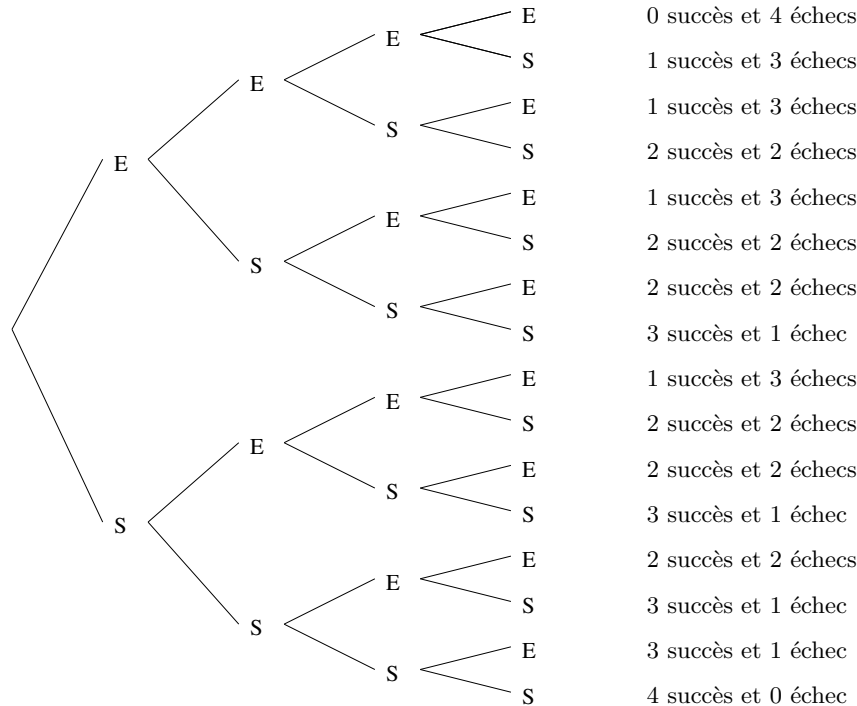 E 0 succès et 4 échecs
E
S 1 succès et 3 échecs
E
E 1 succès et 3 échecs
S
S 2 succès et 2 échecs
E
E 1 succès et 3 échecs
E
S 2 succès et 2 échecs
S
E 2 succès et 2 échecs
S
S 3 succès et 1 échec
E 1 succès et 3 échecs
E
S 2 succès et 2 échecs
E
E 2 succès et 2 échecs
S
S 3 succès et 1 échec
S
E 2 succès et 2 échecs
E
S 3 succès et 1 échec
S
E 3 succès et 1 échec
S
S 4 succès et 0 échec